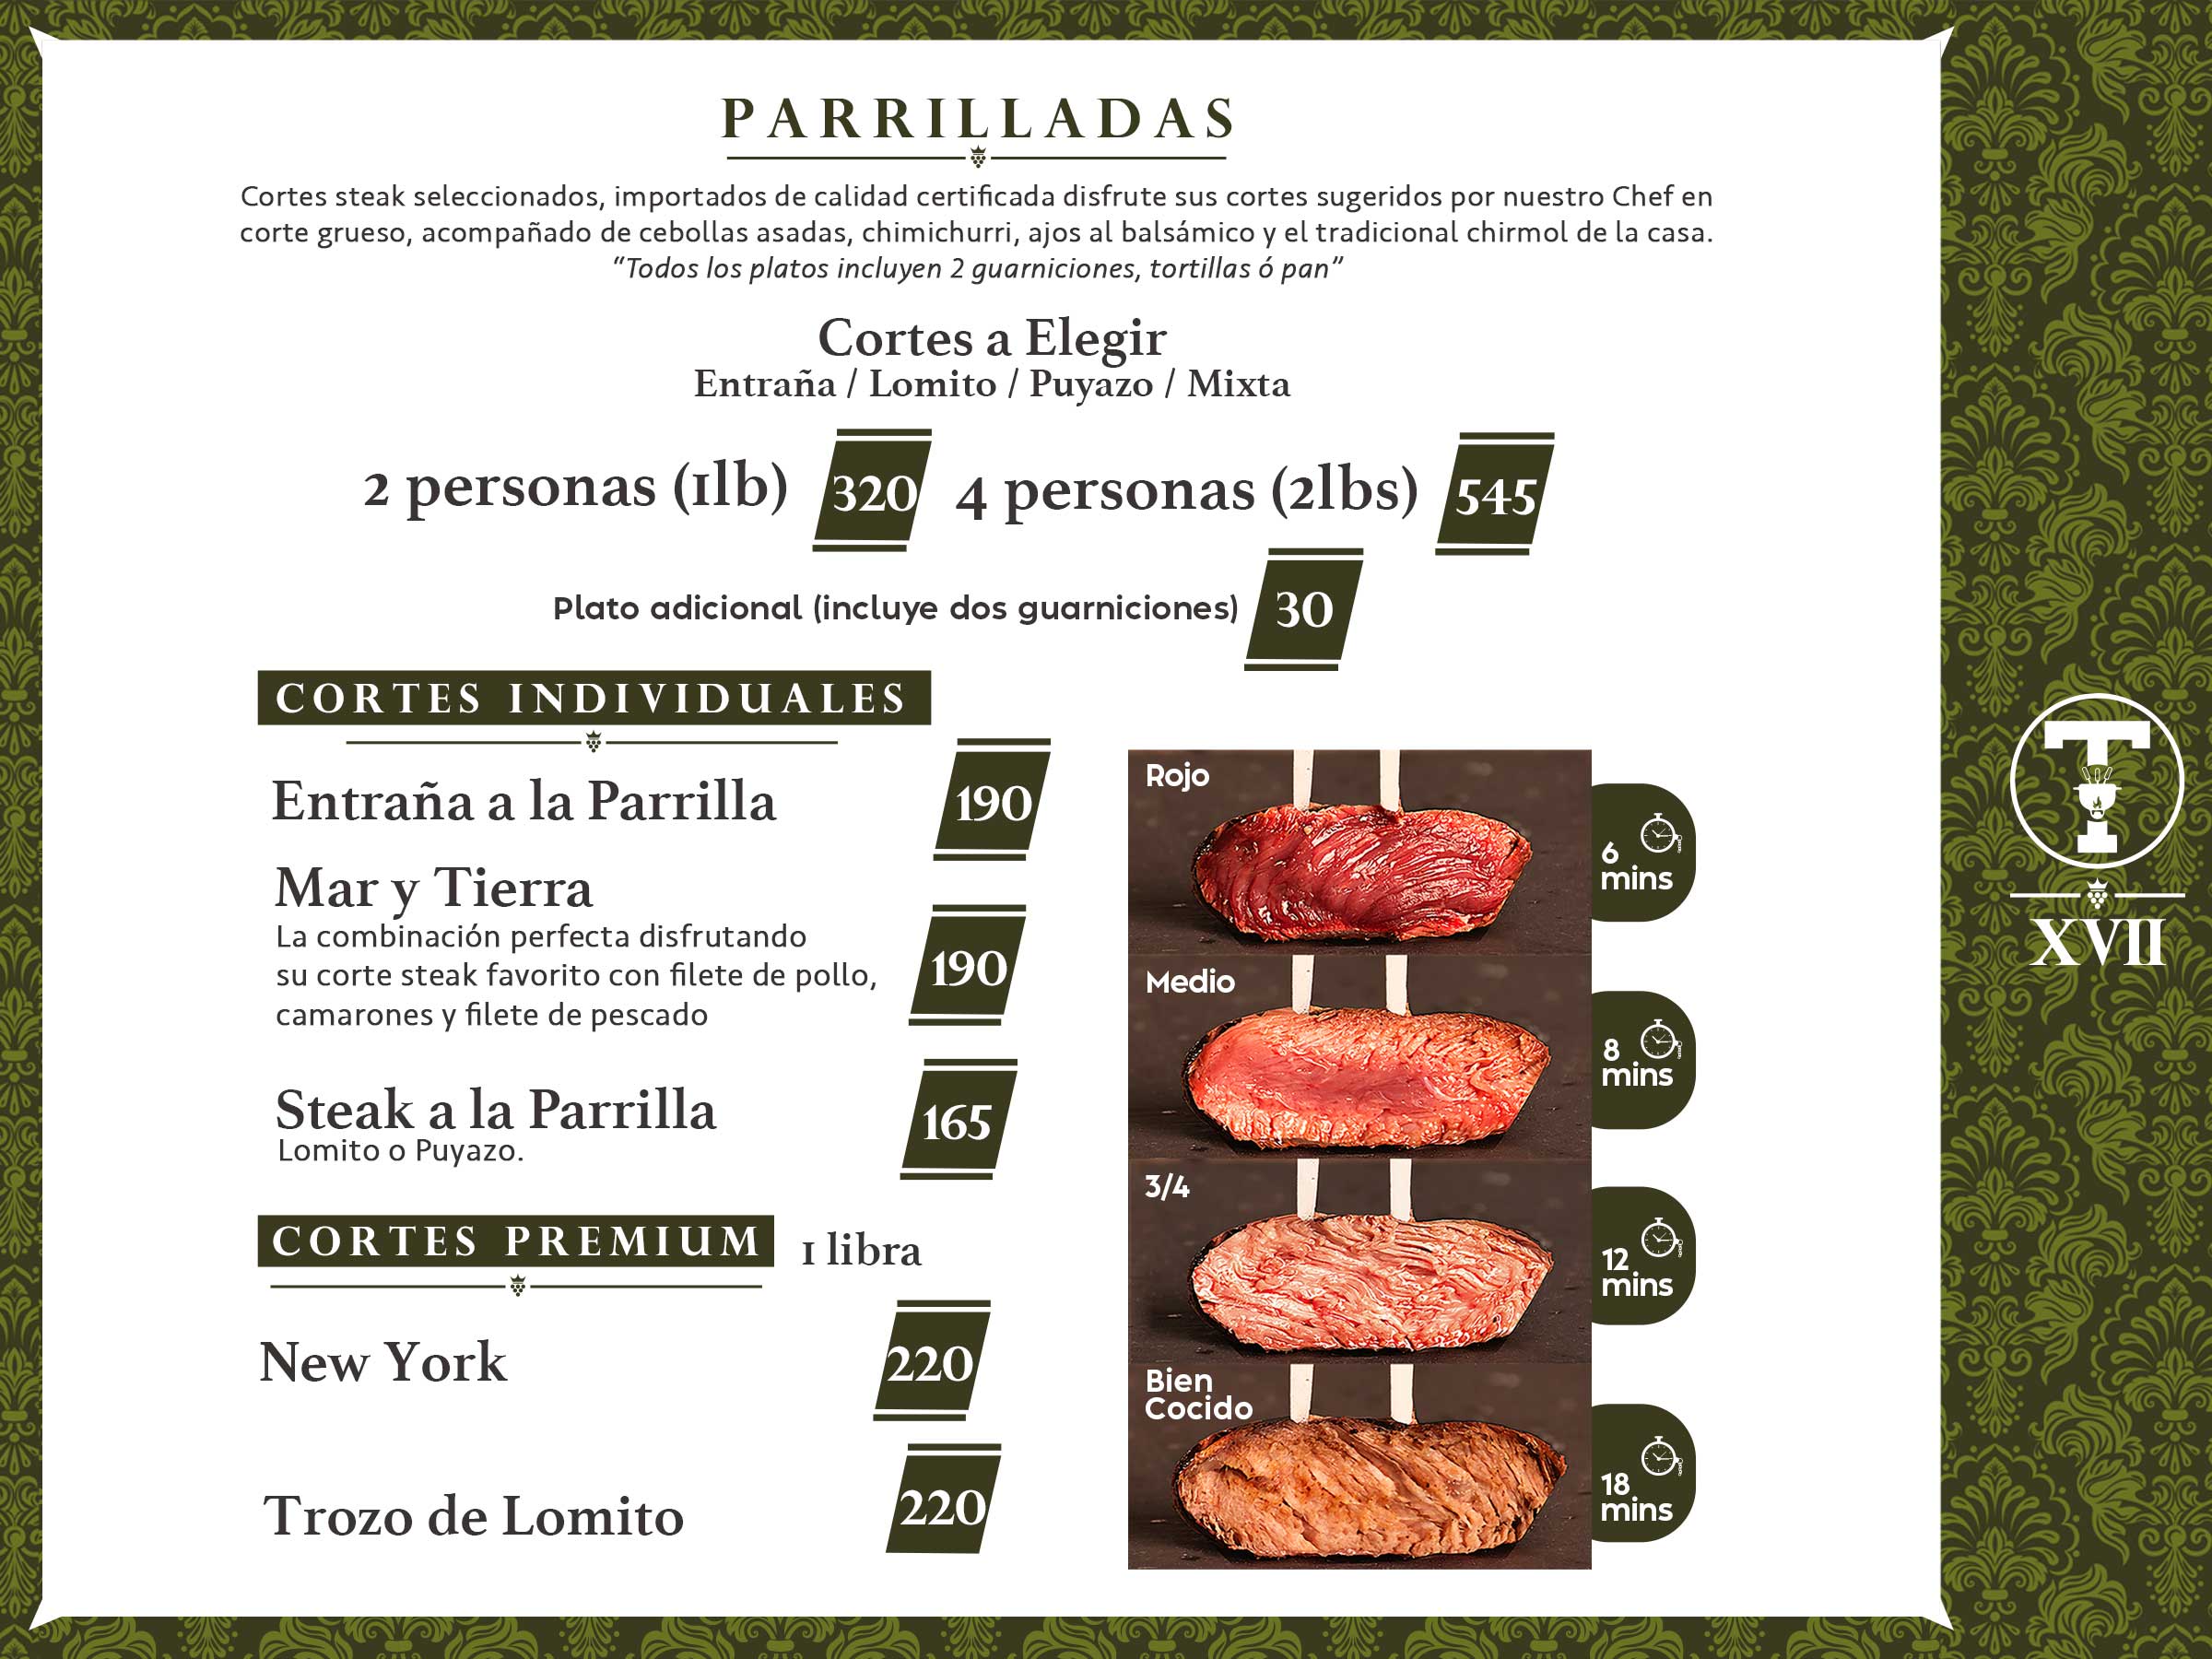 PARRILLADAS
Cortes steak seleccionados, importados de calidad certificada disfrute sus cortes sugeridos por nuestro Chef en
corte grueso, acompañado de cebollas asadas, chimichurri, ajos al balsámico y el tradicional chirmol de la casa.
“Todos los platos incluyen 2 guarniciones, tortillas ó pan”
Cortes a Elegir
Entraña / Lomito / Puyazo / Mixta
2 personas (1lb) 320 4 personas (2lbs) 545
Plato adicional (incluye dos guarniciones) 30
CORTES INDIVIDUALES
Entraña a la Parrilla 190
Mar y Tierra
La combinación perfecta disfrutando
su corte steak favorito con filete de pollo, 190
camarones y filete de pescado
Steak a la Parrilla 165
Lomito o Puyazo.
CORTES PREMIUM 1 libra
New York 220
Trozo de Lomito 220
Rojo
6
mins
Medio
8
mins
3/4
12
mins
Bien
Cocido
18
mins
T
XVII